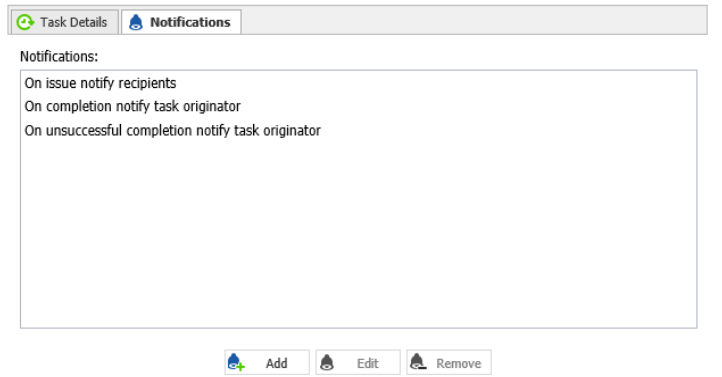 Task Details Notifications
Notifications:
On issue notify recipients
On completion notify task originator
On unsuccessful completion notify task originator
Add Edit Remove